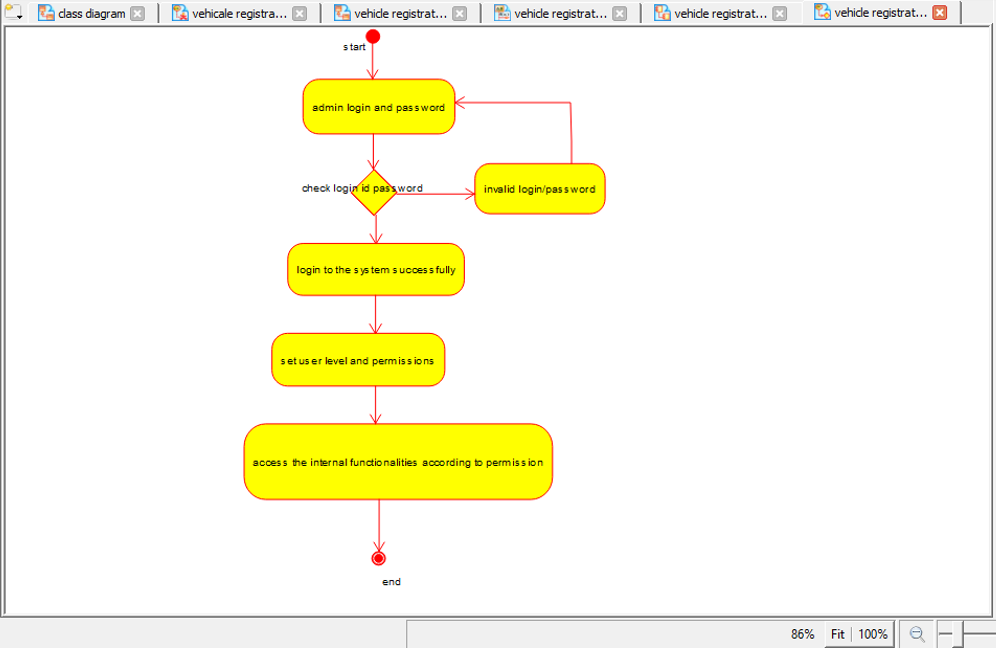 class diagram
vehicale registra...
vehicle registrat...
vehicle registrat...
vehicle registrat...
vehicle registrat...
start
admin login and password
check login id password
invalid login/password
login to the system successfully
set user level and permissions
access the internal functionalities according to permission
end
86% Fit 100%